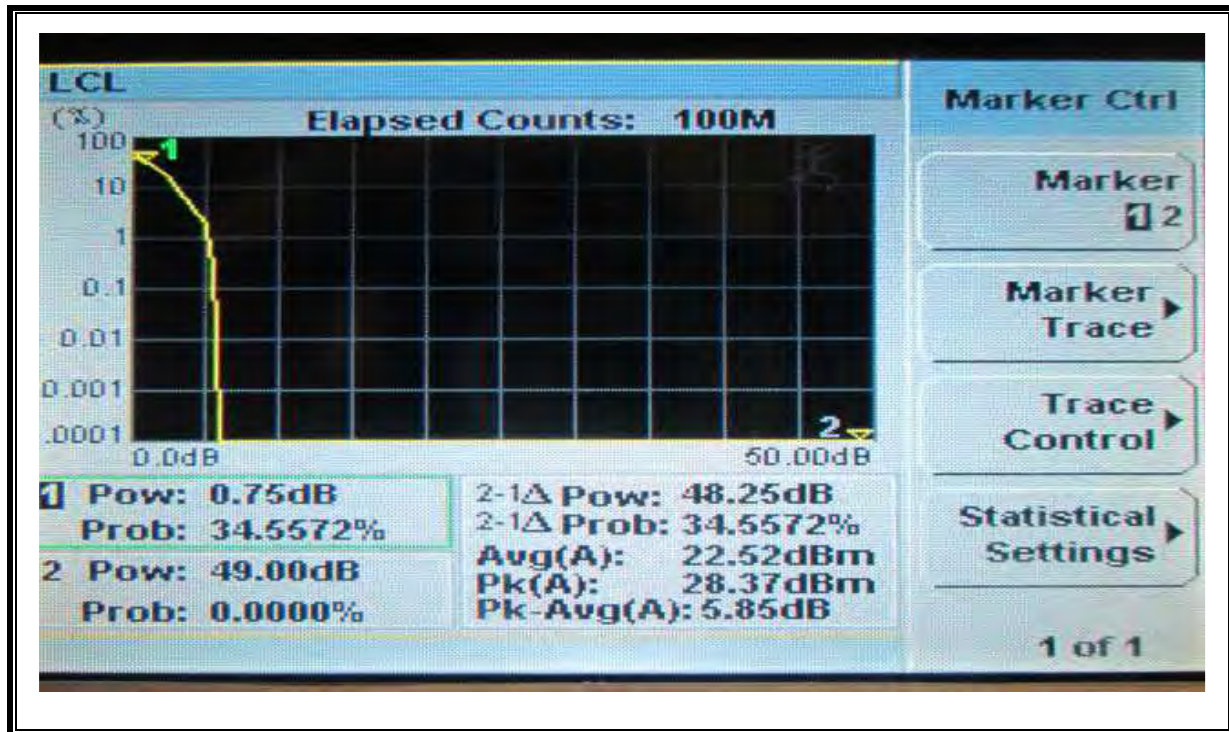 LCL
(%)
Elapsed Counts: 100M
100
10
1
0.1
0.01
0.001
.0001
1
2
0.0dB
50.00dB
1 Pow: 0.75dB
Prob: 34.5572%
2 Pow: 49.00dB
Prob: 0.0000%
2-1Δ Pow: 48.25dB
2-1Δ Prob: 34.5572%
Avg(A): 22.52dBm
Pk(A): 28.37dBm
Pk-Avg(A): 5.85dB
Marker Ctrl
Marker
1 2
Marker
Trace
Trace
Control
Statistical
Settings
1 of 1